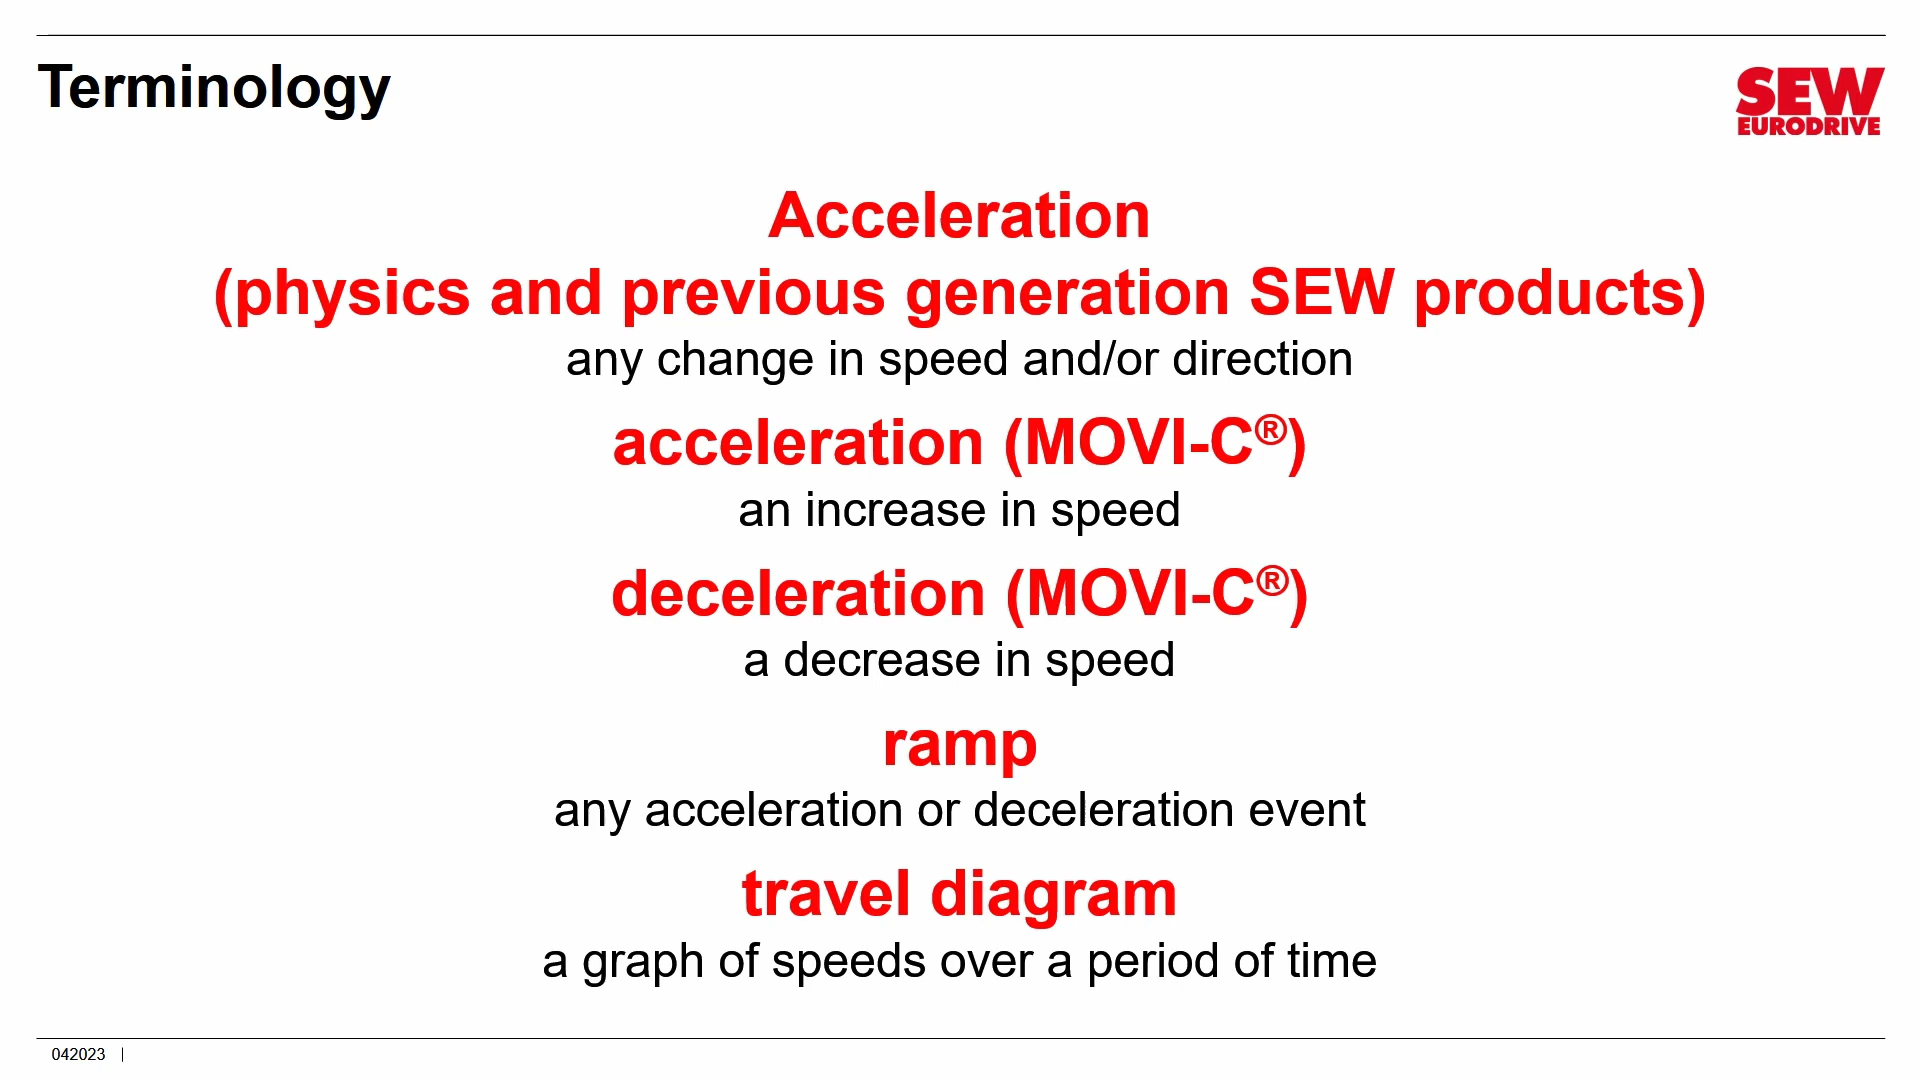 Terminology
SEW
EURODRIVE
Acceleration
(physics and previous generation SEW products)
any change in speed and/or direction
acceleration (MOVI-C®)
an increase in speed
deceleration (MOVI-C®)
a decrease in speed
ramp
any acceleration or deceleration event
travel diagram
a graph of speeds over a period of time
042023 |